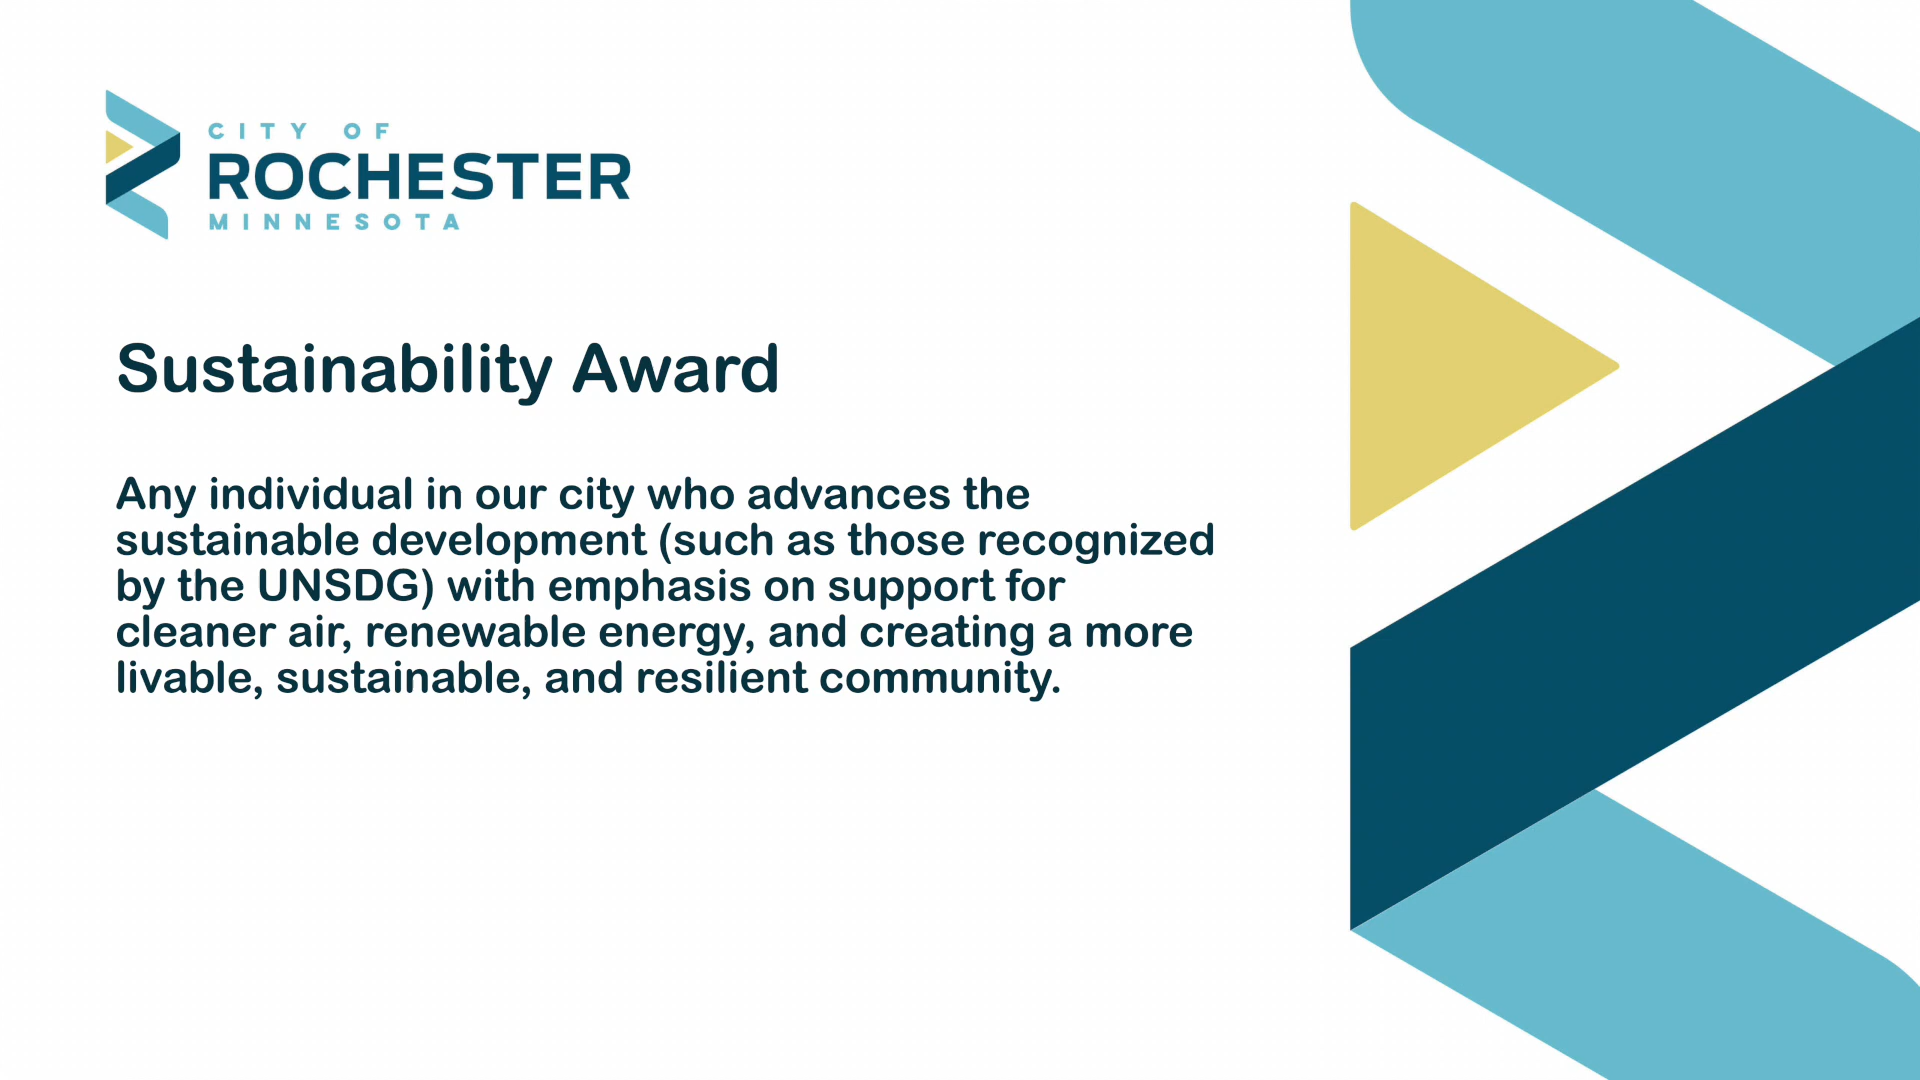 CITY OF
ROCHESTER
MINNESOTA
Sustainability Award
Any individual in our city who advances the
sustainable development (such as those recognized
by the UNSDG) with emphasis on support for
cleaner air, renewable energy, and creating a more
livable, sustainable, and resilient community.